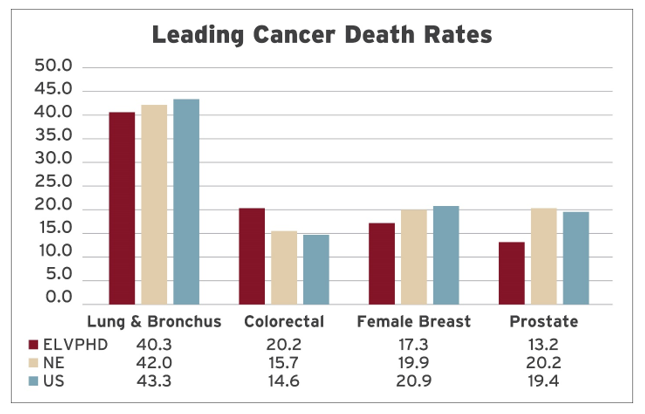 Leading Cancer Death Rates
50.0
45.0
40.0
35.0
30.0
25.0
20.0
15.0
10.0
5.0
0.0
Lung & Bronchus Colorectal Female Breast Prostate
ELVPHD 40.3 20.2 17.3 13.2
NE 42.0 15.7 19.9 20.2
US 43.3 14.6 20.9 19.4